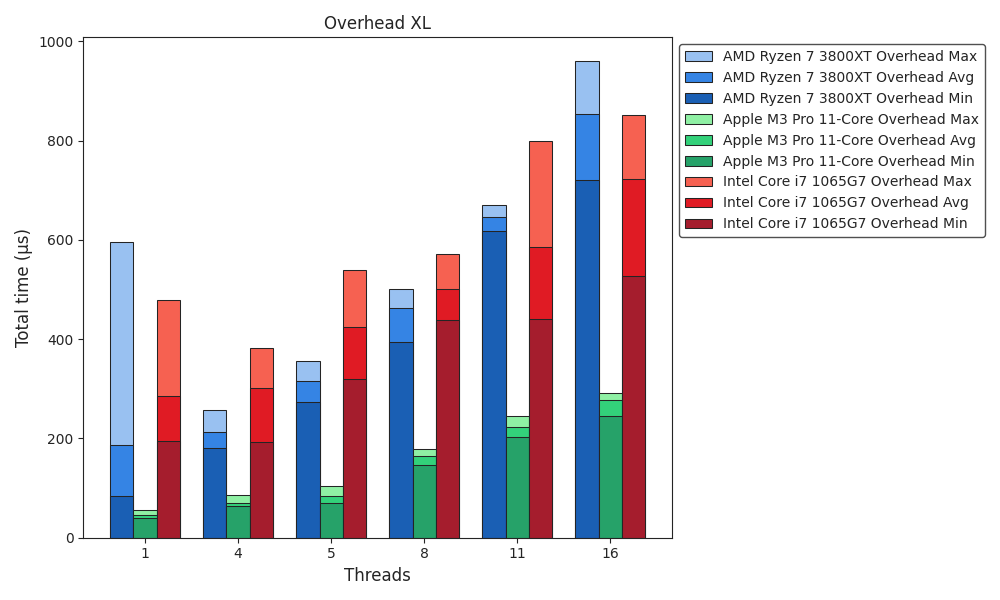 Overhead XL
Total time (µs)
1000
800
600
400
200
0
1 4 5 8 11 16
Threads
AMD Ryzen 7 3800XT Overhead Max
AMD Ryzen 7 3800XT Overhead Avg
AMD Ryzen 7 3800XT Overhead Min
Apple M3 Pro 11-Core Overhead Max
Apple M3 Pro 11-Core Overhead Avg
Apple M3 Pro 11-Core Overhead Min
Intel Core i7 1065G7 Overhead Max
Intel Core i7 1065G7 Overhead Avg
Intel Core i7 1065G7 Overhead Min